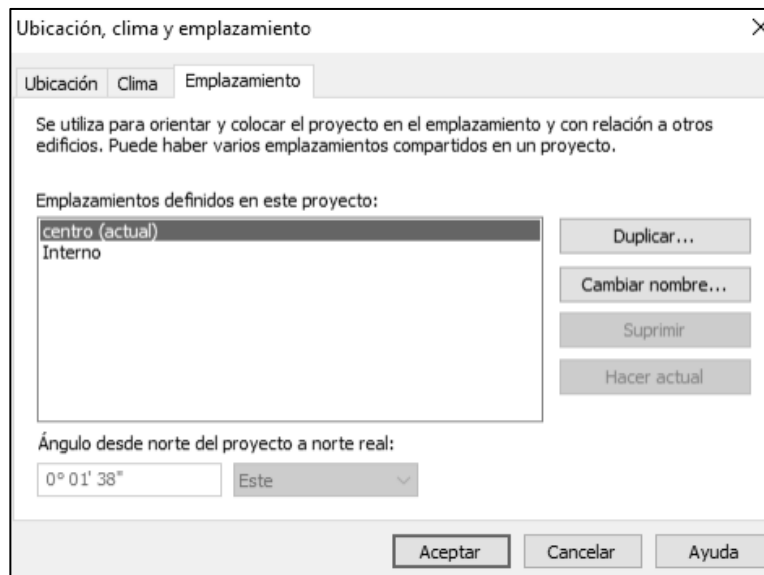 Ubicación, clima y emplazamiento
Ubicación Clima Emplazamiento
Se utiliza para orientar y colocar el proyecto en el emplazamiento y con relación a otros
edificios. Puede haber varios emplazamientos compartidos en un proyecto.
Emplazamientos definidos en este proyecto:
centro (actual)
Interno
Duplicar...
Cambiar nombre...
Suprimir
Hacer actual
Ángulo desde norte del proyecto a norte real:
0° 01' 38" Este
Aceptar Cancelar Ayuda